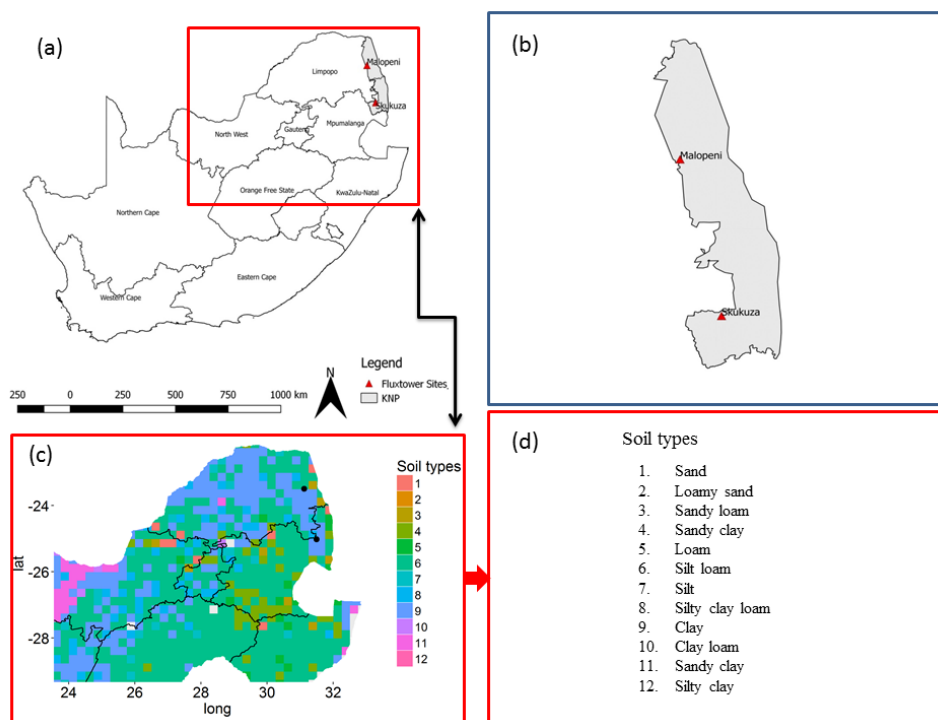 (a)
Malopeni
Limpopo
Skukuza
Mpumalanga
North West
Gauteng
Orange Free State
KwaZulu-Natal
Northern Cape
Eastern Cape
Western Cape
Legend
Fluxtower Sites
KNP
N
250 0 250 500 750 1000 km
(b)
Malopeni
Skukuza
(c)
Soil types
1
2
3
4
5
6
7
8
9
10
11
12
-24
-26
-28
lat
24 26 28 30 32
long
(d)
Soil types
1. Sand
2. Loamy sand
3. Sandy loam
4. Sandy clay
5. Loam
6. Silt loam
7. Silt
8. Silty clay loam
9. Clay
10. Clay loam
11. Sandy clay
12. Silty clay